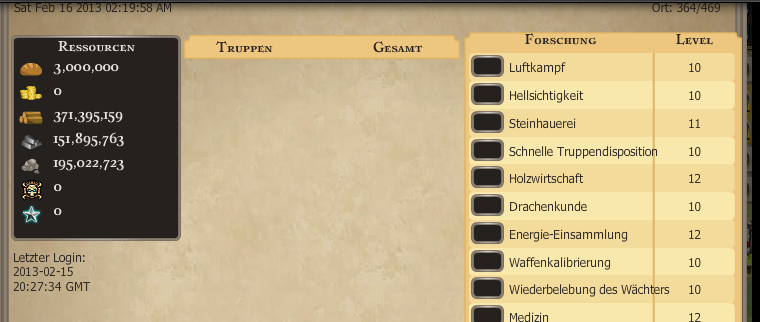 Sat Feb 16 2013 02:19:58 AM
Ort: 364/469
Ressourcen
3,000,000
0
371,395,159
151,895,763
195,022,723
0
0
Letzter Login:
2013-02-15
20:27:34 GMT
Truppen Gesamt
Forschung Level
Luftkampf 10
Hellsichtigkeit 10
Steinhauerei 11
Schnelle Truppendisposition 10
Holzwirtschaft 12
Drachenkunde 10
Energie-Einsammlung 12
Waffenkalibrierung 10
Wiederbelebung des Wächters 10
Medizin 12